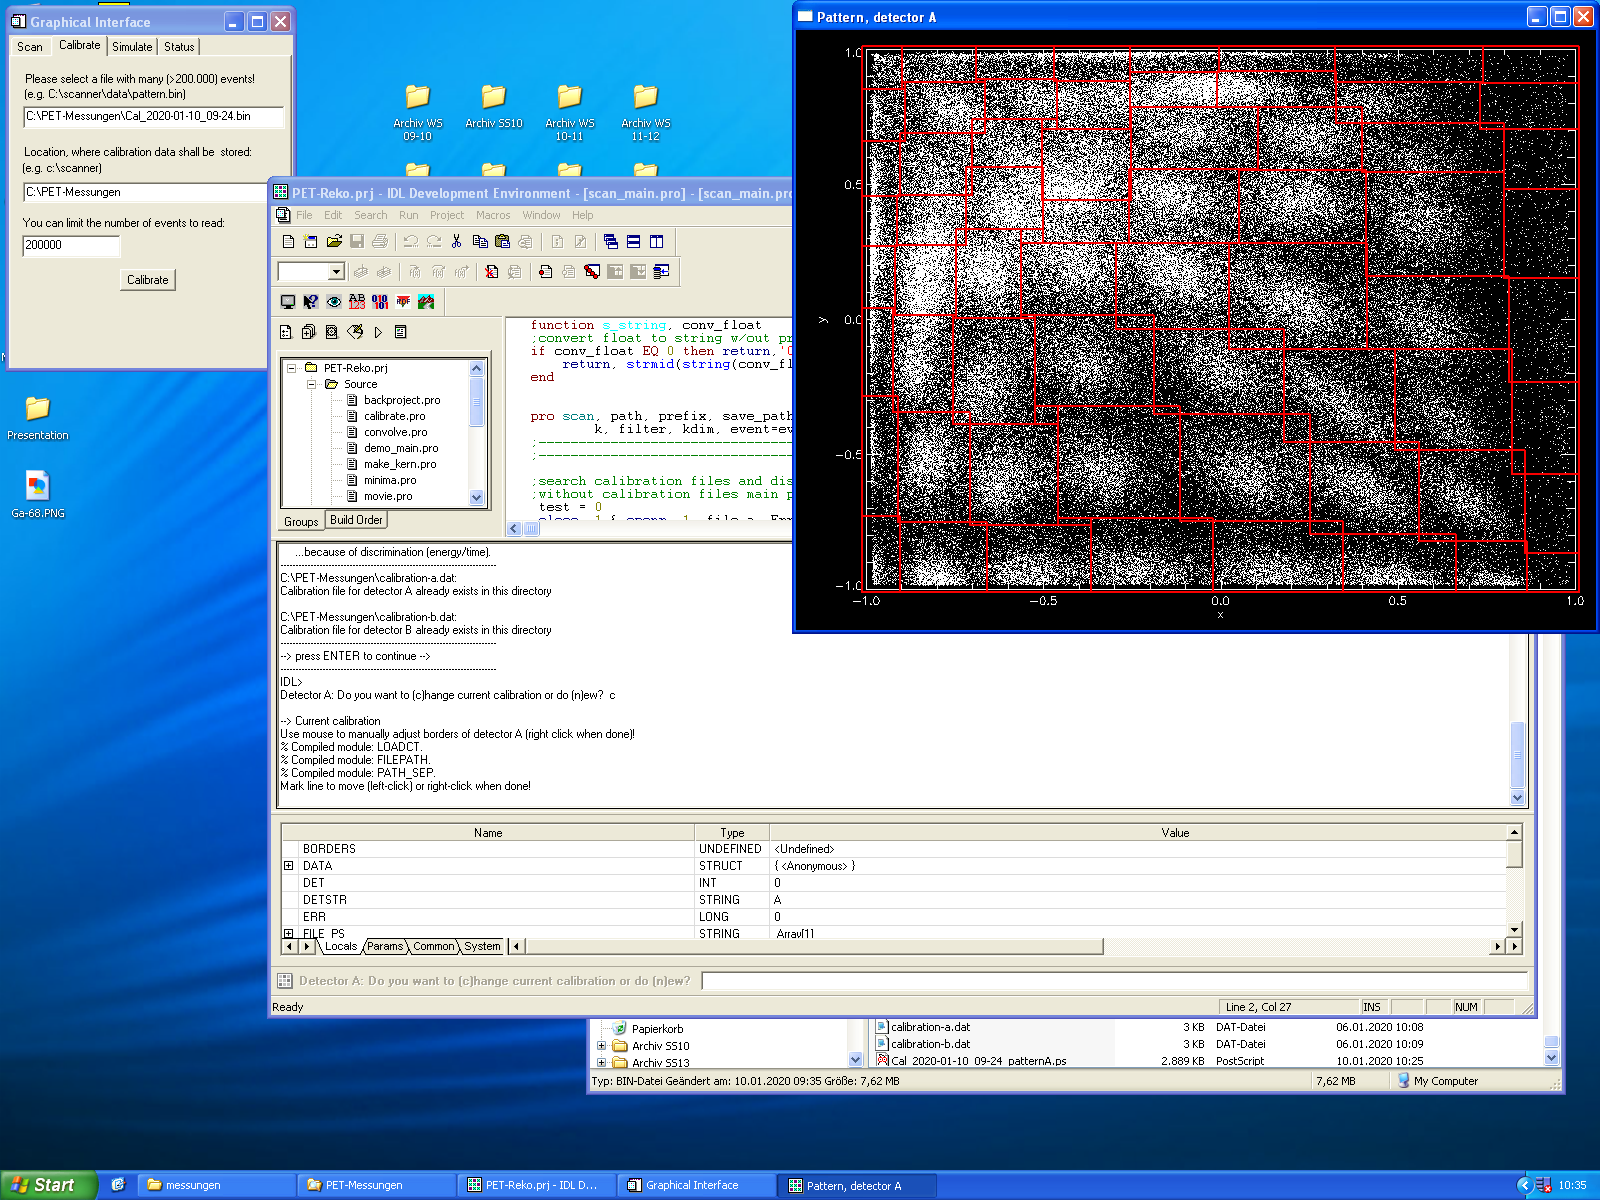 Graphical Interface
Scan
Calibrate
Simulate
Status
Please select a file with many (>200.000) events!
(e.g. C:\scanner\data\pattern.bin)
C:\PET-Messungen\Cal_2020-01-10_09-24.bin
Location, where calibration data shall be stored:
(e.g. c:\scanner)
C:\PET-Messungen
You can limit the number of events to read:
200000
Calibrate
Archiv WS 09-10
Archiv SS10
Archiv WS 10-11
Archiv WS 11-12
Presentation
Ga-68.PNG
PET-Reko.prj - IDL Development Environment - [scan_main.pro] - [scan_main.pro
File Edit Search Run Project Macros Window Help
PET-Reko.prj
Source
backproject.pro
calibrate.pro
convolve.pro
demo_main.pro
make_kern.pro
minima.pro
movie.pro
Groups
Build Order
function s_string, conv_float
;convert float to string w/out pr
if conv_float EQ 0 then return,'0
return, strmid(string(conv_fl
end
pro scan, path, prefix, save_path
k, filter, kdim, event=ev
;search calibration files and dis
;without calibration files main p
test = 0
...because of discrimination (energy/time).
C:\PET-Messungen\calibration-a.dat:
Calibration file for detector A already exists in this directory
C:\PET-Messungen\calibration-b.dat:
Calibration file for detector B already exists in this directory
--> press ENTER to continue -->
IDL>
Detector A: Do you want to (c)hange current calibration or do (n)ew? c
--> Current calibration
Use mouse to manually adjust borders of detector A (right click when done)!
% Compiled module: LOADCT.
% Compiled module: FILEPATH.
% Compiled module: PATH_SEP.
Mark line to move (left-click) or right-click when done!
Name Type Value
BORDERS UNDEFINED <Undefined>
DATA STRUCT { <Anonymous> }
DET INT 0
DETSTR STRING A
ERR LONG 0
FILE_PS STRING Array[1]
Locals Params Common System
Detector A: Do you want to (c)hange current calibration or do (n)ew?
Ready
Line 2, Col 27
INS
NUM
Pattern, detector A
1.0
0.5
0.0
-0.5
-1.0
y
-1.0 -0.5 0.0 0.5 1.0
x
Papierkorb
Archiv SS10
Archiv SS13
calibration-a.dat 3 KB DAT-Datei 06.01.2020 10:08
calibration-b.dat 3 KB DAT-Datei 06.01.2020 10:09
Cal_2020-01-10_09-24_patternA.ps 2.889 KB PostScript 10.01.2020 10:25
Typ: BIN-Datei Geändert am: 10.01.2020 09:35 Größe: 7,62 MB
7,62 MB
My Computer
Start
messungen
PET-Messungen
PET-Reko.prj - IDL D...
Graphical Interface
Pattern, detector A
10:35